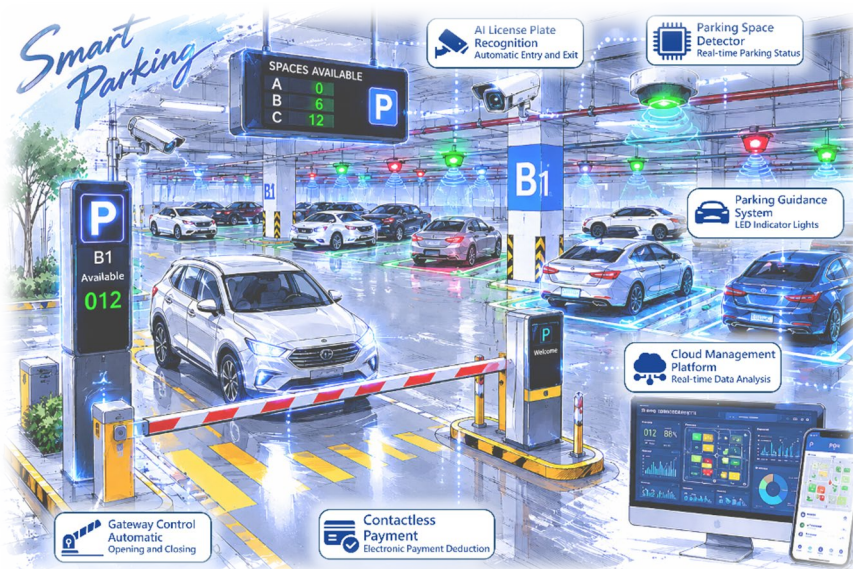 Smart
Parking
SPACES AVAILABLE
A 0
B 6
C 12
P
AI License Plate
Recognition
Automatic Entry and Exit
Parking Space
Detector
Real-time Parking Status
B1
B1
Parking Guidance
System
LED Indicator Lights
P
B1
Available
012
P
Welcome
Cloud Management
Platform
Real-time Data Analysis
012 88%
P
Gateway Control
Automatic
Opening and Closing
Contactless
Payment
Electronic Payment Deduction